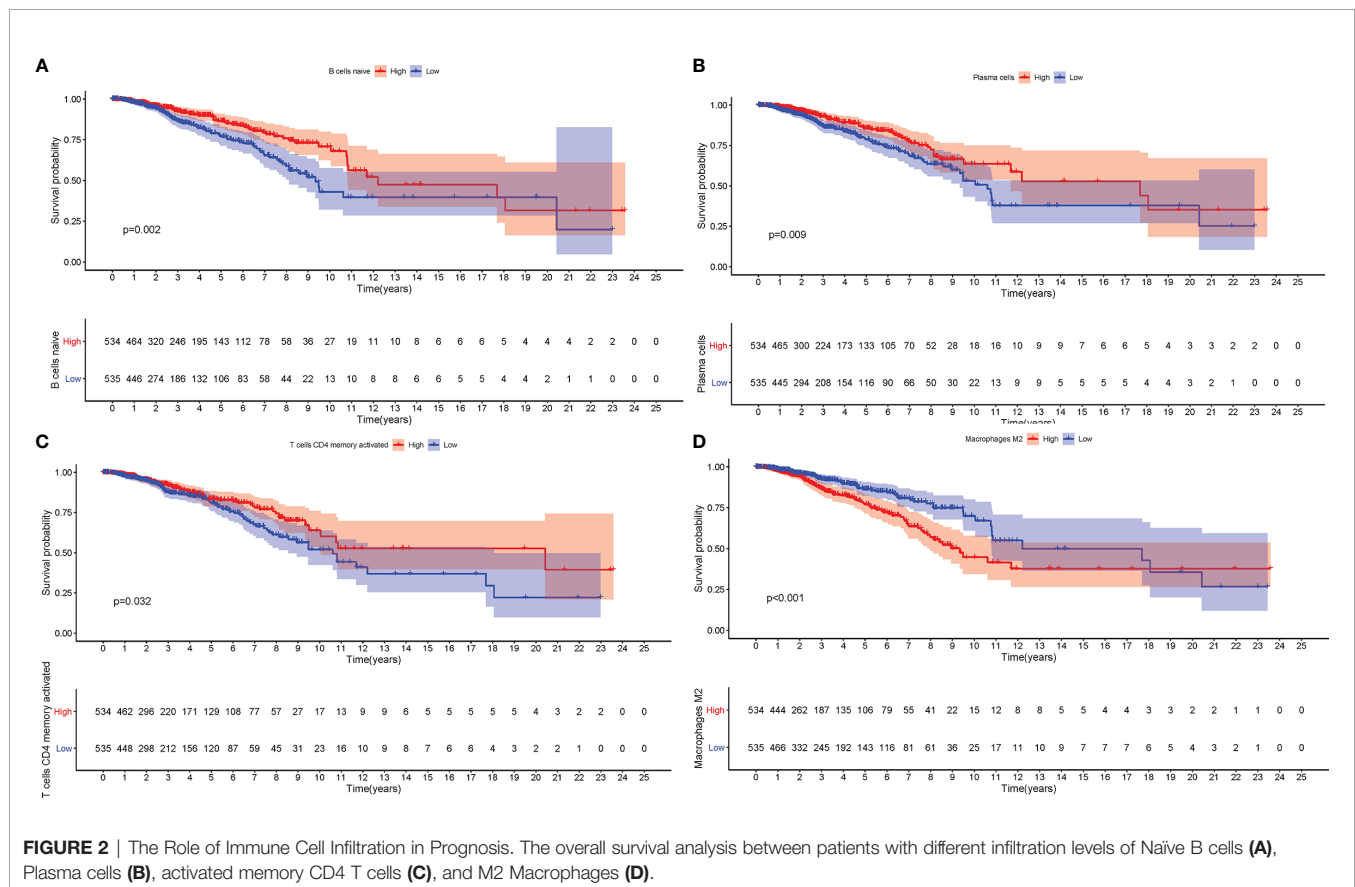 A
B cells naive High Low
1.00
0.75
0.50
0.25
0.00
Survival probability
p=0.002
0 1 2 3 4 5 6 7 8 9 10 11 12 13 14 15 16 17 18 19 20 21 22 23 24 25
Time(years)
B cells naive
High 534 464 320 246 195 143 112 78 58 36 27 19 11 10 8 6 6 6 5 4 4 4 2 2 0 0
Low 535 446 274 186 132 106 83 58 44 22 13 10 8 8 6 6 5 5 4 4 2 1 1 0 0 0
0 1 2 3 4 5 6 7 8 9 10 11 12 13 14 15 16 17 18 19 20 21 22 23 24 25
Time(years)
B
Plasma cells High Low
1.00
0.75
0.50
0.25
0.00
Survival probability
p=0.009
0 1 2 3 4 5 6 7 8 9 10 11 12 13 14 15 16 17 18 19 20 21 22 23 24 25
Time(years)
Plasma cells
High 534 465 300 224 173 133 105 70 52 28 18 16 10 9 9 7 6 6 5 4 3 3 2 2 0 0
Low 535 445 294 208 154 116 90 66 50 30 22 13 9 9 5 5 5 5 4 4 3 2 1 0 0 0
0 1 2 3 4 5 6 7 8 9 10 11 12 13 14 15 16 17 18 19 20 21 22 23 24 25
Time(years)
C
T cells CD4 memory activated High Low
1.00
0.75
0.50
0.25
0.00
Survival probability
p=0.032
0 1 2 3 4 5 6 7 8 9 10 11 12 13 14 15 16 17 18 19 20 21 22 23 24 25
Time(years)
T cells CD4 memory activated
High 534 462 296 220 171 129 108 77 57 27 17 13 9 9 6 5 5 5 5 5 4 3 2 2 0 0
Low 535 448 298 212 156 120 87 59 45 31 23 16 10 9 8 7 6 6 4 3 2 2 1 0 0 0
0 1 2 3 4 5 6 7 8 9 10 11 12 13 14 15 16 17 18 19 20 21 22 23 24 25
Time(years)
D
Macrophages M2 High Low
1.00
0.75
0.50
0.25
0.00
Survival probability
p<0.001
0 1 2 3 4 5 6 7 8 9 10 11 12 13 14 15 16 17 18 19 20 21 22 23 24 25
Time(years)
Macrophages M2
High 534 444 262 187 135 106 79 55 41 22 15 12 8 8 5 5 4 4 3 3 2 2 1 1 0 0
Low 535 466 332 245 192 143 116 81 61 36 25 17 11 10 9 7 7 7 6 5 4 3 2 1 0 0
0 1 2 3 4 5 6 7 8 9 10 11 12 13 14 15 16 17 18 19 20 21 22 23 24 25
Time(years)
FIGURE 2 | The Role of Immune Cell Infiltration in Prognosis. The overall survival analysis between patients with different infiltration levels of Naïve B cells (A),
Plasma cells (B), activated memory CD4 T cells (C), and M2 Macrophages (D).